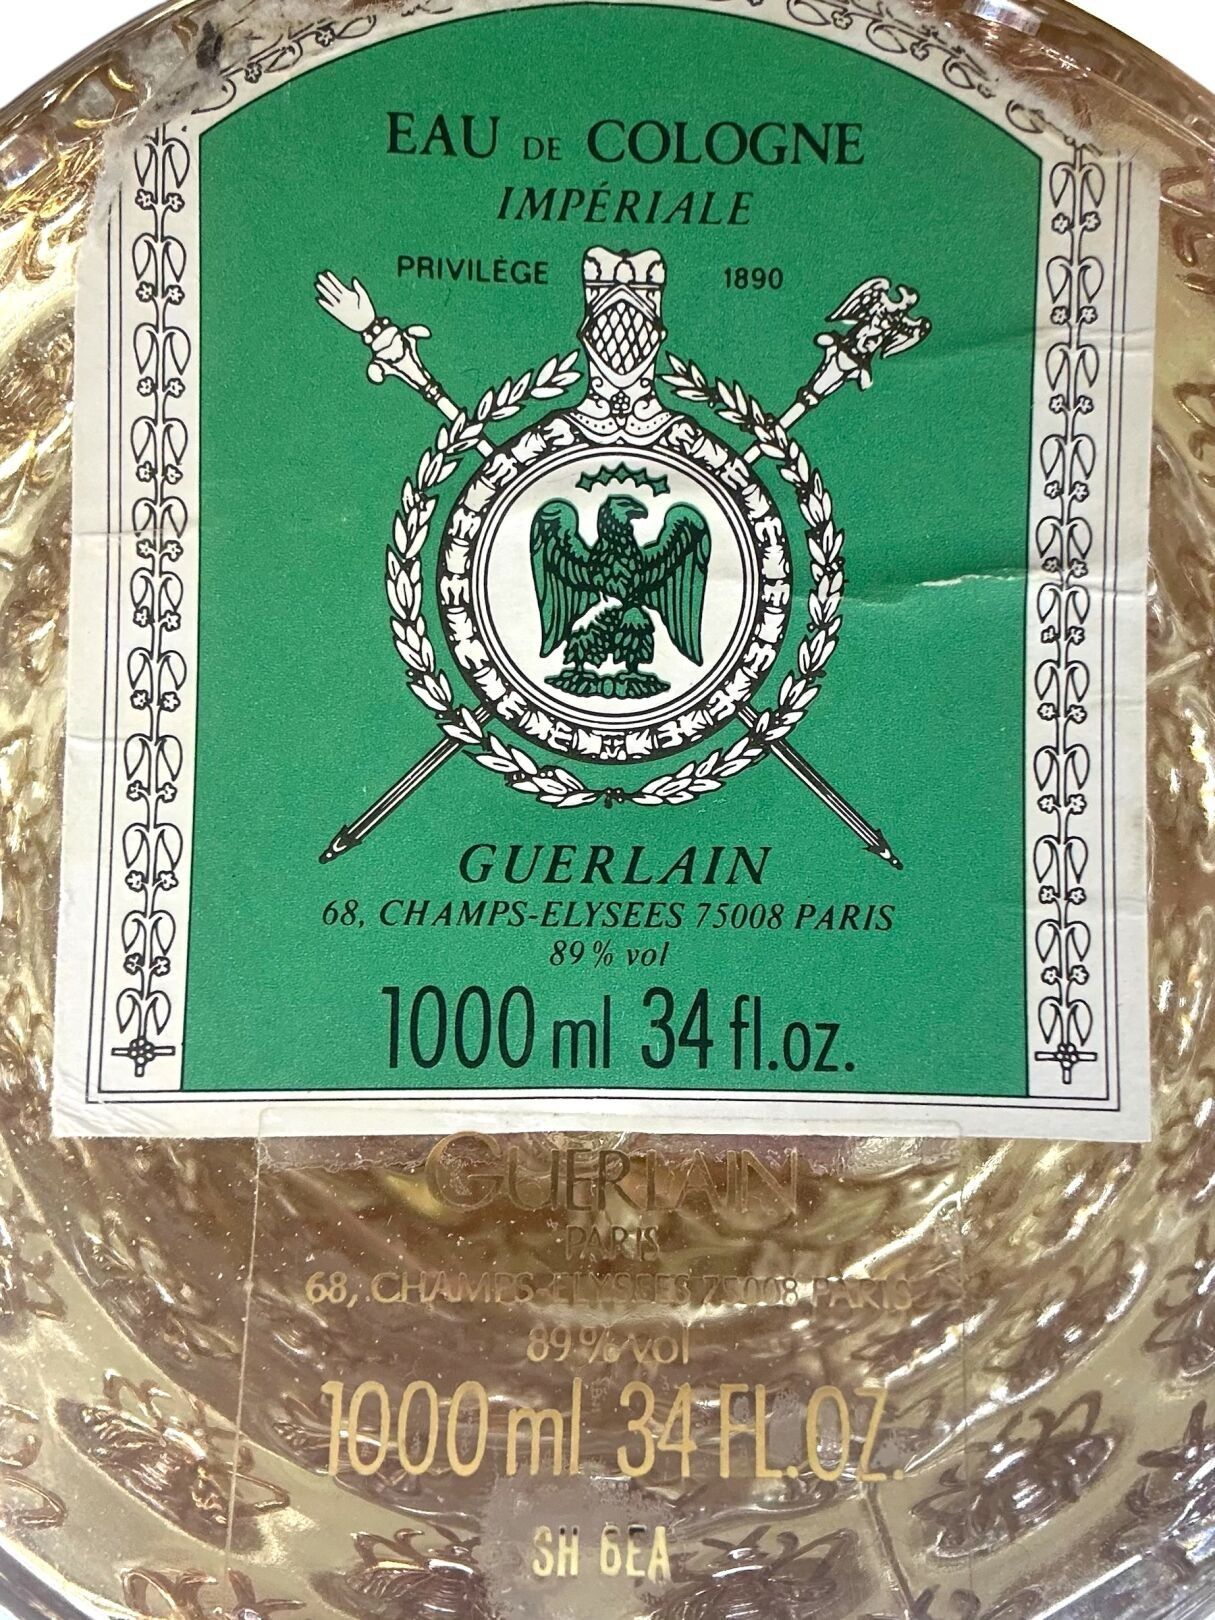 EAU DE COLOGNE
IMPÉRIALE
PRIVILÈGE 1890
GUERLAIN
68, CHAMPS-ELYSEES 75008 PARIS
89% vol
1000 ml 34 fl.oz.
GUERLAIN
PARIS
68, CHAMPS-ELYSEES 75008 PARIS
89% vol
1000 ml 34 FL.OZ.
SH 6EA